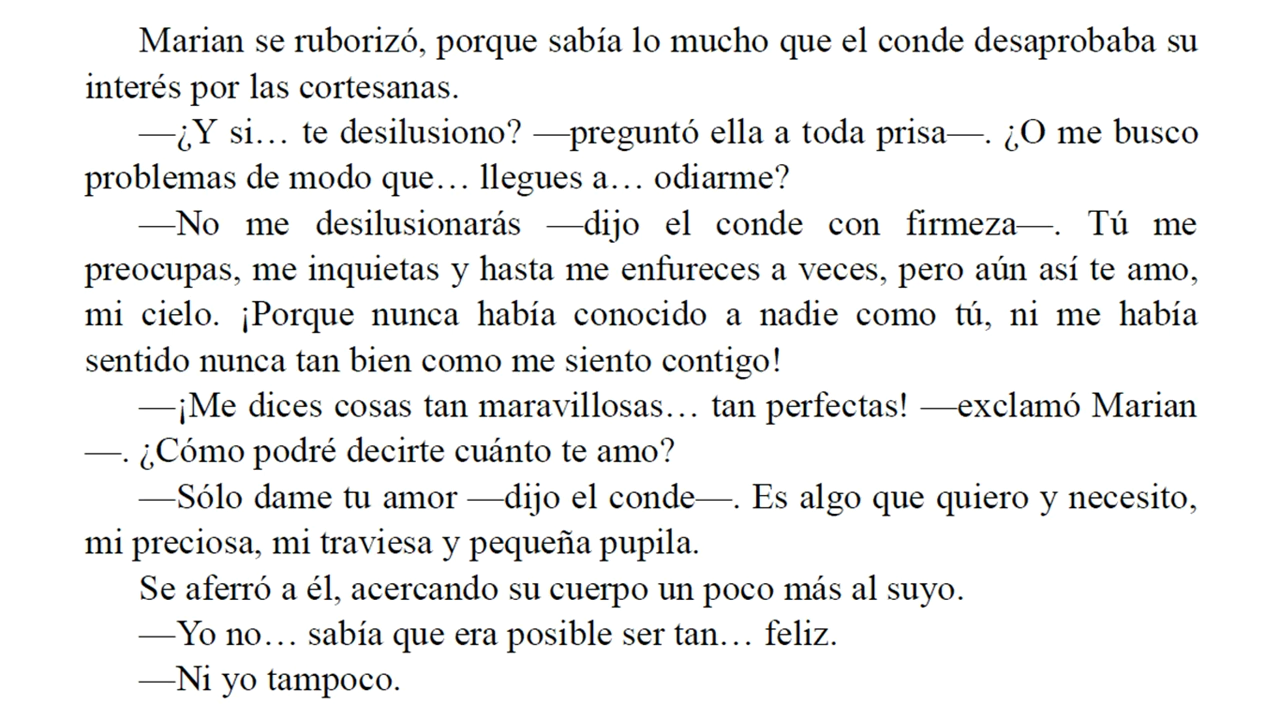 Marian se ruborizó, porque sabía lo mucho que el conde desaprobaba su
interés por las cortesanas.
—¿Y si… te desilusiono? —preguntó ella a toda prisa—. ¿O me busco
problemas de modo que… llegues a… odiarme?
—No me desilusionarás —dijo el conde con firmeza—. Tú me
preocupas, me inquietas y hasta me enfureces a veces, pero aún así te amo,
mi cielo. ¡Porque nunca había conocido a nadie como tú, ni me había
sentido nunca tan bien como me siento contigo!
—¡Me dices cosas tan maravillosas… tan perfectas! —exclamó Marian
—. ¿Cómo podré decirte cuánto te amo?
—Sólo dame tu amor —dijo el conde—. Es algo que quiero y necesito,
mi preciosa, mi traviesa y pequeña pupila.
Se aferró a él, acercando su cuerpo un poco más al suyo.
—Yo no… sabía que era posible ser tan… feliz.
—Ni yo tampoco.